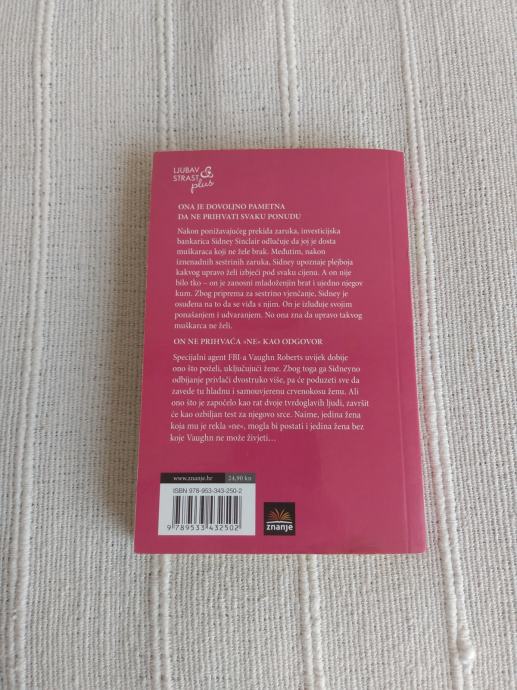 LJUBAV &
STRAST
plus
ONA JE DOVOLJNO PAMETNA
DA NE PRIHVATI SVAKU PONUDU
Nakon ponižavajućeg prekida zaruka, investicijska
bankarica Sidney Sinclair odlučuje da joj je dosta
muškaraca koji ne žele brak. Međutim, nakon
iznenadnih sestrinih zaruka, Sidney upoznaje plejboja
kakvog upravo želi izbjeći pod svaku cijenu. A on nije
bilo tko – on je zanosni mladoženjin brat i ujedno njegov
kum. Zbog priprema za sestrino vjenčanje, Sidney je
osuđena na to da se viđa s njim. On je izluđuje svojim
ponašanjem i udvaranjem. No ona zna da upravo takvog
muškarca ne želi.
ON NE PRIHVAĆA »NE« KAO ODGOVOR
Specijalni agent FBI-a Vaughn Roberts uvijek dobije
ono što poželi, uključujući žene. Zbog toga ga Sidneyno
odbijanje privlači dvostruko više, pa će poduzeti sve da
zavede tu hladnu i samouvjerenu crvenokosu ženu. Ali
ono što je započelo kao rat dvoje tvrdoglavih ljudi, završit
će kao ozbiljan test za njegovo srce. Naime, jedina žena
koja mu je rekla »ne«, mogla bi postati i jedina žena bez
koje Vaughn ne može živjeti…
www.znanje.hr 24,90 kn
ISBN 978-953-343-250-2
9 789533 432502
znanje